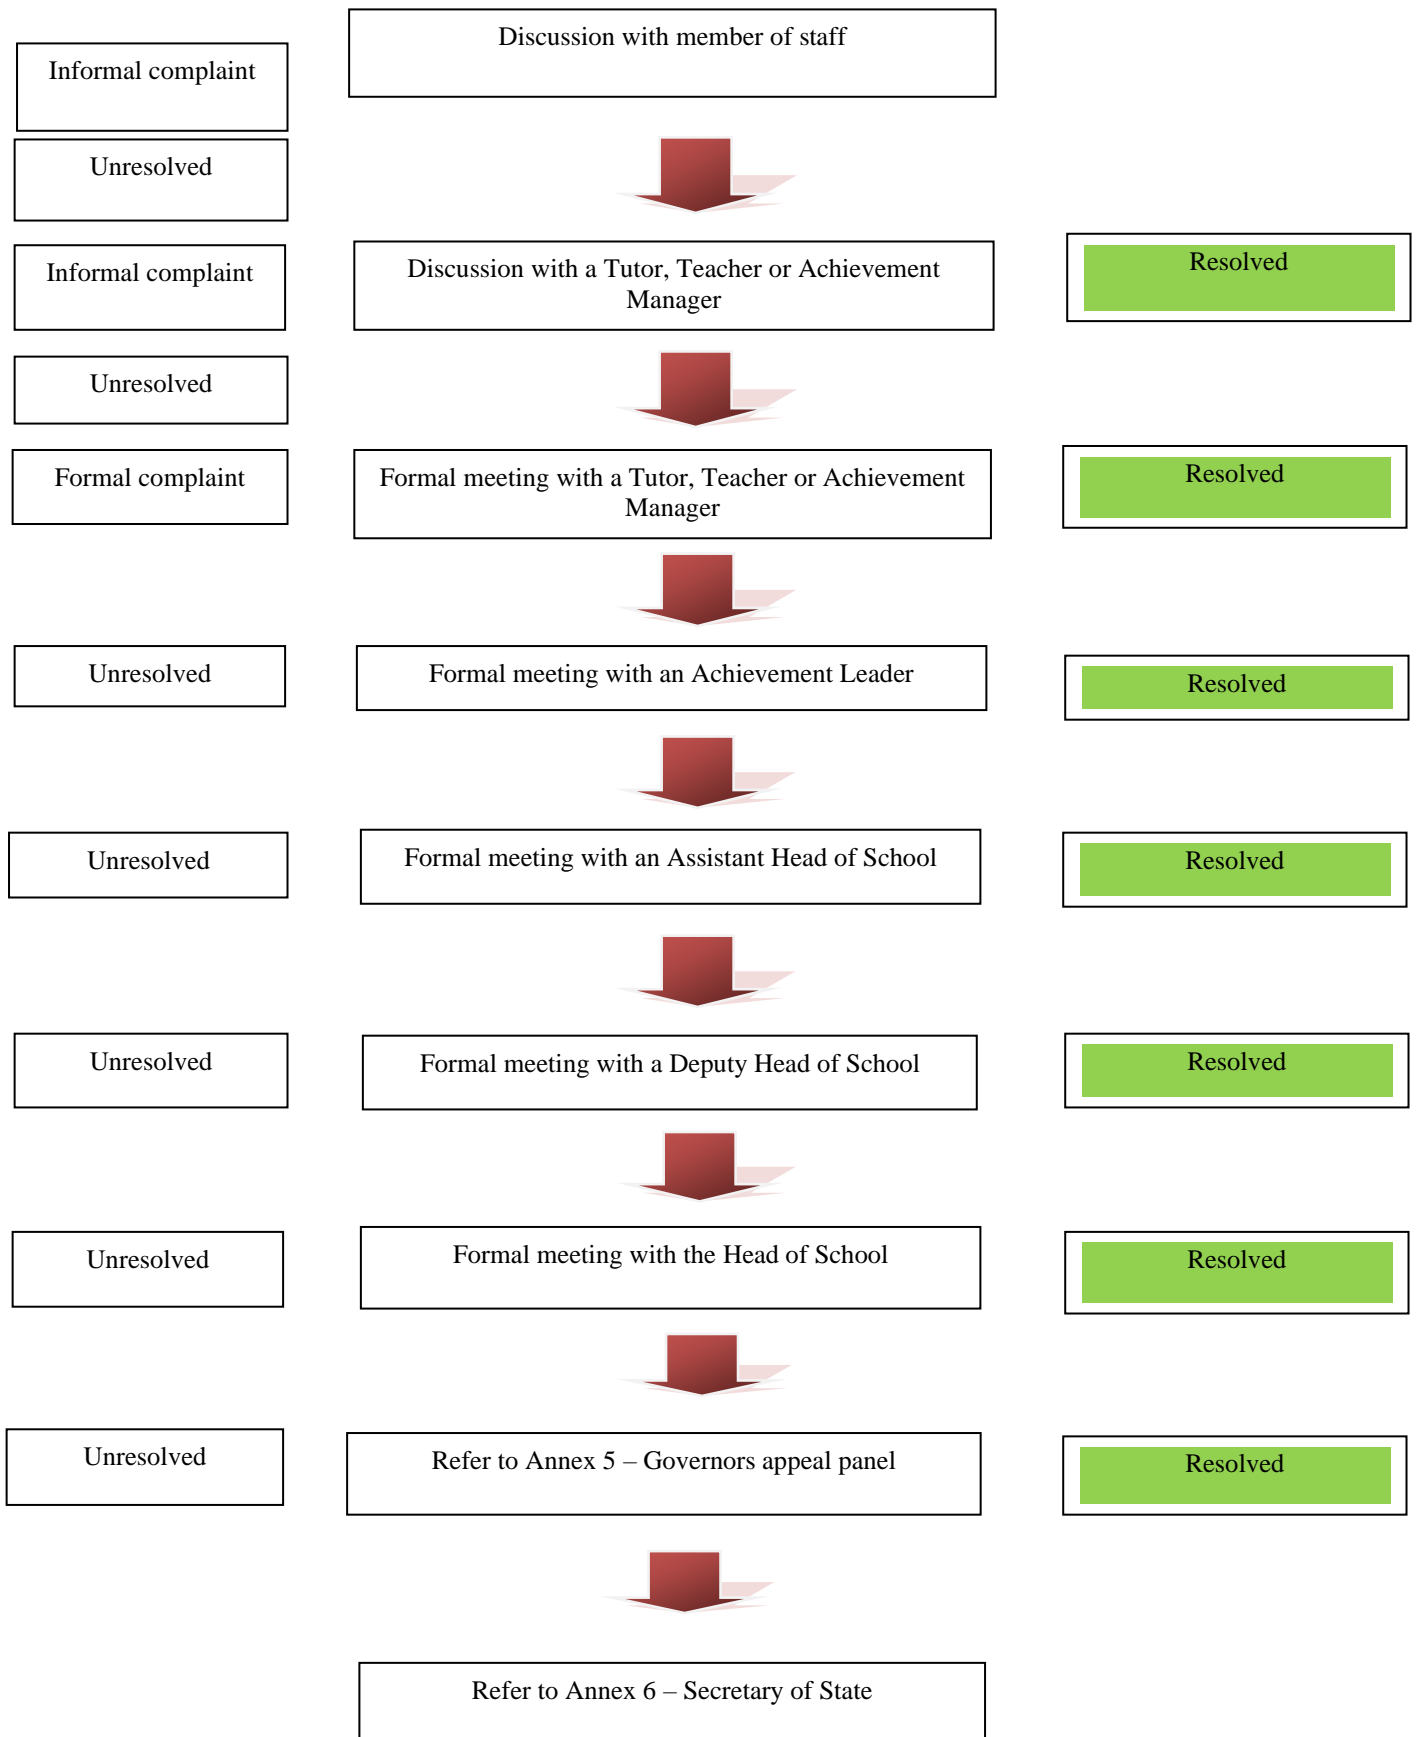 Discussion with member of staff
Informal complaint
Unresolved
Informal complaint
Discussion with a Tutor, Teacher or Achievement
Manager
Resolved
Unresolved
Formal complaint
Formal meeting with a Tutor, Teacher or Achievement
Manager
Resolved
Unresolved
Formal meeting with an Achievement Leader
Resolved
Unresolved
Formal meeting with an Assistant Head of School
Resolved
Unresolved
Formal meeting with a Deputy Head of School
Resolved
Unresolved
Formal meeting with the Head of School
Resolved
Unresolved
Refer to Annex 5 – Governors appeal panel
Resolved
Refer to Annex 6 – Secretary of State